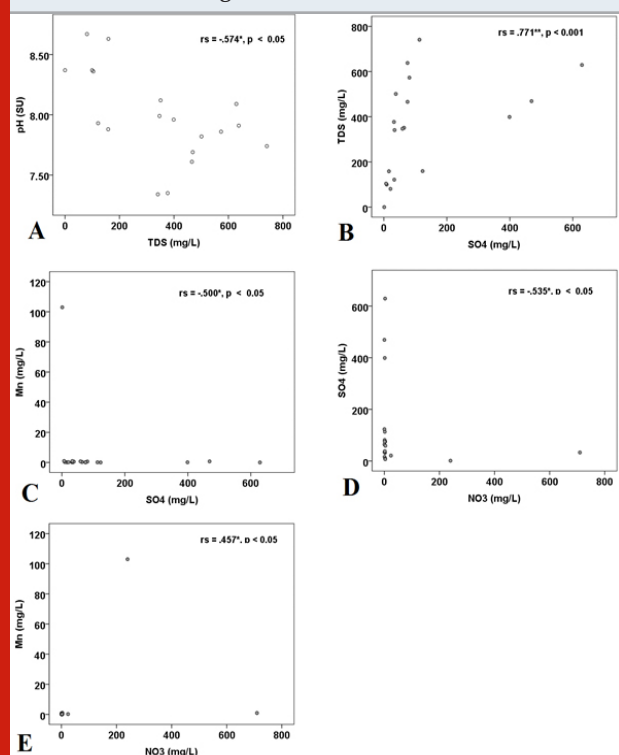 rs = -.574*, p < 0.05
8.50
8.00
7.50
pH (SU)
0 200 400 600 800
TDS (mg/L)
A
rs = .771**, p < 0.001
800
600
400
200
0
TDS (mg/L)
0 200 400 600
SO4 (mg/L)
B
rs = -.500*, p < 0.05
120
100
80
60
40
20
0
Mn (mg/L)
0 200 400 600
SO4 (mg/L)
C
rs = -.535*, p < 0.05
600
400
200
0
SO4 (mg/L)
0 200 400 600 800
NO3 (mg/L)
D
rs = .457*, p < 0.05
120
100
80
60
40
20
0
Mn (mg/L)
0 200 400 600 800
NO3 (mg/L)
E